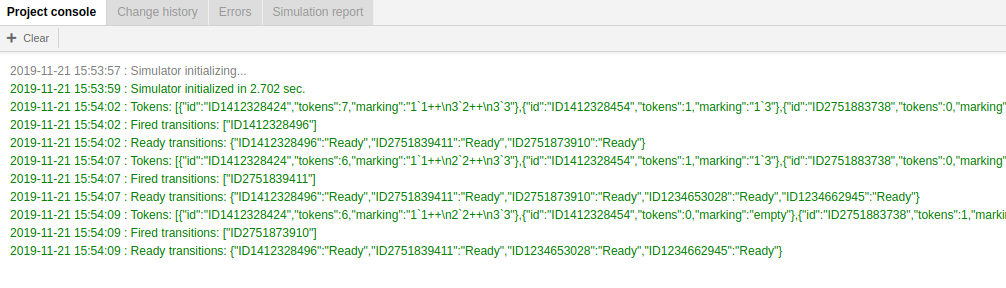 Project console Change history Errors Simulation report
+ Clear
2019-11-21 15:53:57 : Simulator initializing...
2019-11-21 15:53:59 : Simulator initialized in 2.702 sec.
2019-11-21 15:54:02 : Tokens: [{"id":"ID1412328424","tokens":7,"marking":"1`1++\n3`2++\n3`3"},{"id":"ID1412328454","tokens":1,"marking":"1`3"},{"id":"ID2751883738","tokens":0,"marking
2019-11-21 15:54:02 : Fired transitions: ["ID1412328496"]
2019-11-21 15:54:02 : Ready transitions: {"ID1412328496":"Ready","ID2751839411":"Ready","ID2751873910":"Ready"}
2019-11-21 15:54:07 : Tokens: [{"id":"ID1412328424","tokens":6,"marking":"1`1++\n2`2++\n3`3"},{"id":"ID1412328454","tokens":1,"marking":"1`3"},{"id":"ID2751883738","tokens":0,"marking
2019-11-21 15:54:07 : Fired transitions: ["ID2751839411"]
2019-11-21 15:54:07 : Ready transitions: {"ID1412328496":"Ready","ID2751839411":"Ready","ID2751873910":"Ready","ID1234653028":"Ready","ID1234662945":"Ready"}
2019-11-21 15:54:09 : Tokens: [{"id":"ID1412328424","tokens":6,"marking":"1`1++\n2`2++\n3`3"},{"id":"ID1412328454","tokens":0,"marking":"empty"},{"id":"ID2751883738","tokens":1,"mark
2019-11-21 15:54:09 : Fired transitions: ["ID2751873910"]
2019-11-21 15:54:09 : Ready transitions: {"ID1412328496":"Ready","ID2751839411":"Ready","ID1234653028":"Ready","ID1234662945":"Ready"}